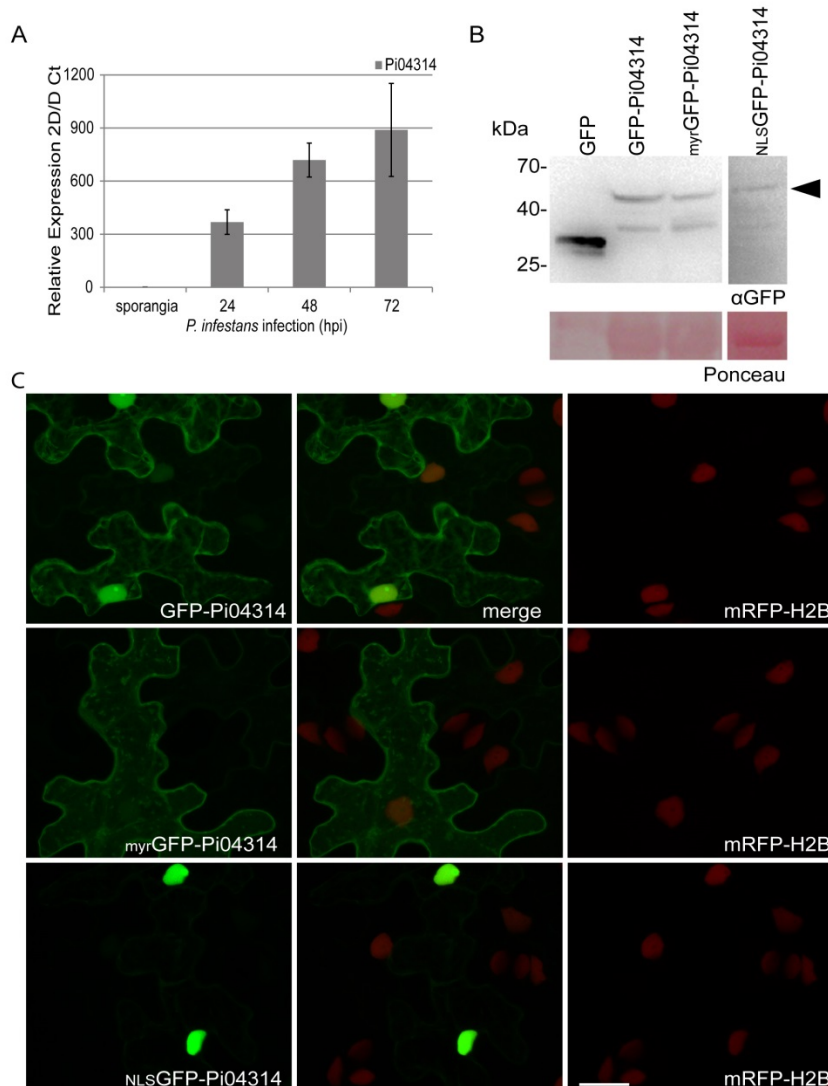 A
Relative Expression 2D/D Ct
Pi04314
1200
900
600
300
0
sporangia 24 48 72
P. infestans infection (hpi)
B
kDa
GFP
GFP-Pi04314
myrGFP-Pi04314
NLSGFP-Pi04314
70-
40-
25-
αGFP
Ponceau
C
GFP-Pi04314 merge mRFP-H2B
myrGFP-Pi04314 mRFP-H2B
NLSGFP-Pi04314 mRFP-H2B